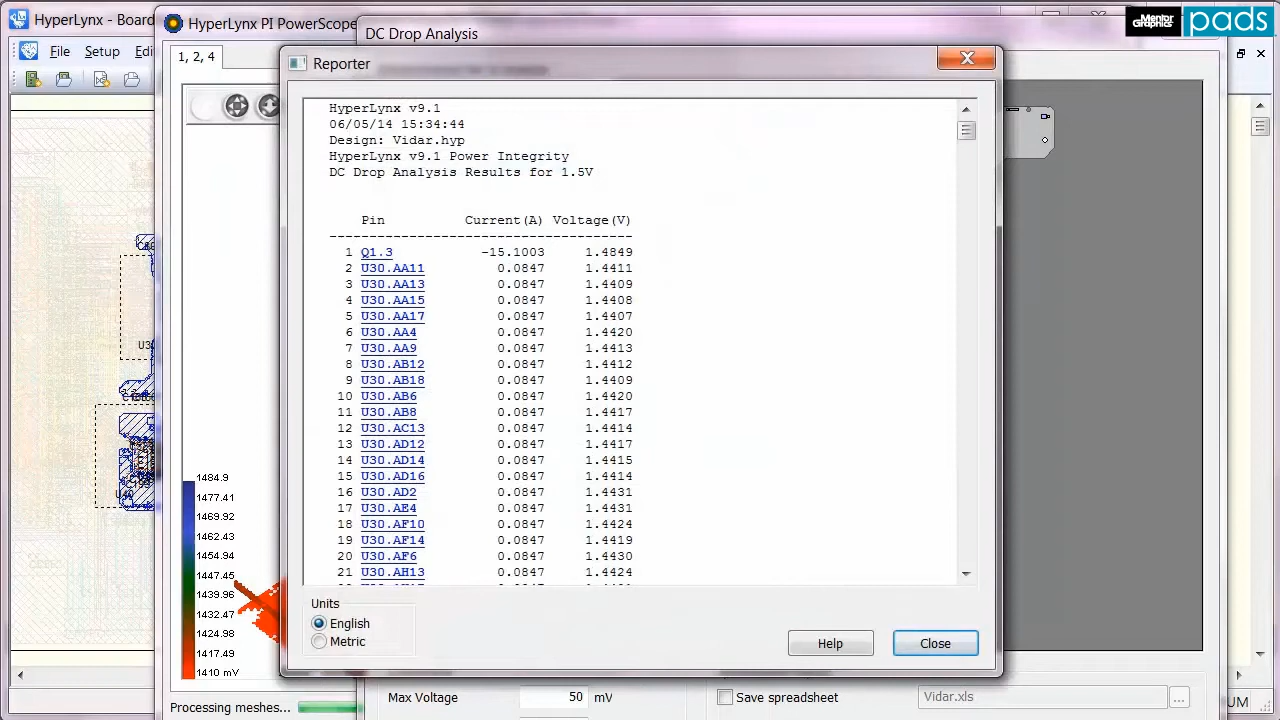 HyperLynx - Board
HyperLynx PI PowerScope
DC Drop Analysis
Mentor Graphics
pads
File Setup Edi
1, 2, 4
Reporter
HyperLynx v9.1
06/05/14 15:34:44
Design: Vidar.hyp
HyperLynx v9.1 Power Integrity
DC Drop Analysis Results for 1.5V
Pin Current(A) Voltage(V)
1 Q1.3 -15.1003 1.4849
2 U30.AA11 0.0847 1.4411
3 U30.AA13 0.0847 1.4409
4 U30.AA15 0.0847 1.4408
5 U30.AA17 0.0847 1.4407
6 U30.AA4 0.0847 1.4420
7 U30.AA9 0.0847 1.4413
8 U30.AB12 0.0847 1.4412
9 U30.AB18 0.0847 1.4409
10 U30.AB6 0.0847 1.4420
11 U30.AB8 0.0847 1.4417
12 U30.AC13 0.0847 1.4414
13 U30.AD12 0.0847 1.4417
14 U30.AD14 0.0847 1.4415
15 U30.AD16 0.0847 1.4414
16 U30.AD2 0.0847 1.4431
17 U30.AE4 0.0847 1.4431
18 U30.AF10 0.0847 1.4424
19 U30.AF14 0.0847 1.4419
20 U30.AF6 0.0847 1.4430
21 U30.AH13 0.0847 1.4424
1484.9
1477.41
1469.92
1462.43
1454.94
1447.45
1439.96
1432.47
1424.98
1417.49
1410 mV
Units
English
Metric
Help
Close
Max Voltage 50 mV
Save spreadsheet Vidar.xls ...
Processing meshes...
UM